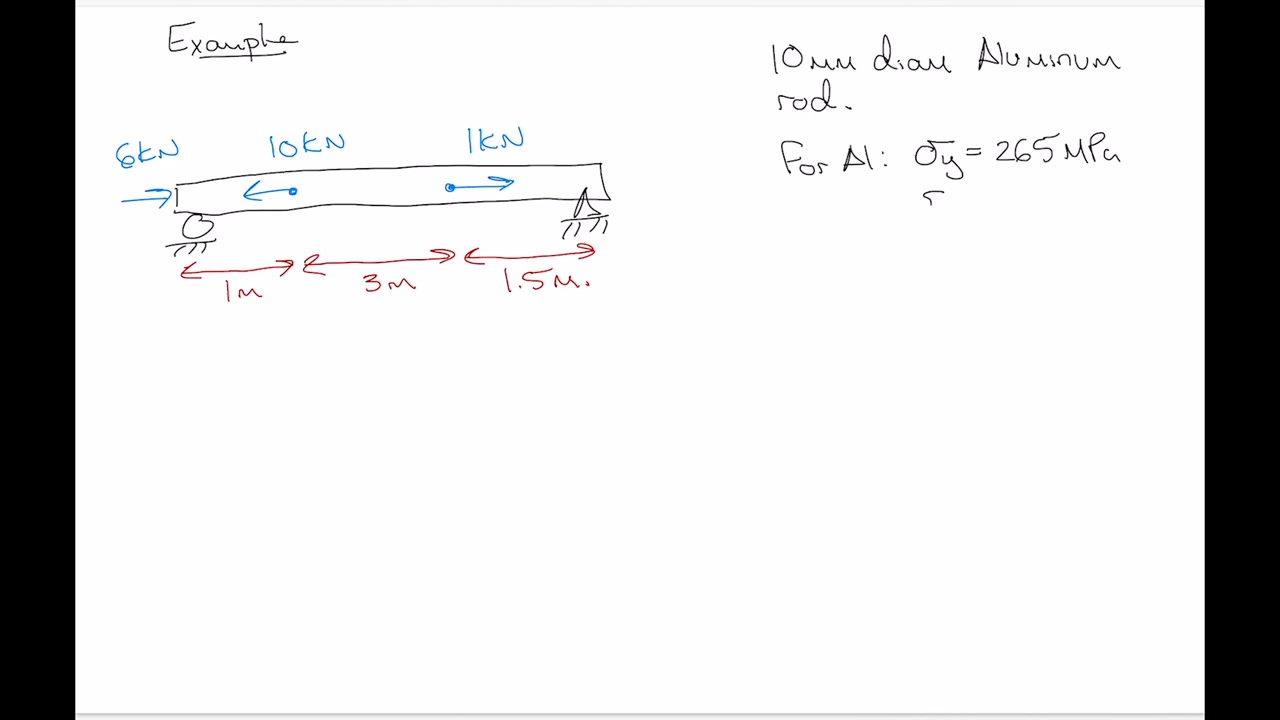 Example
10mm diam Aluminum
rod.
For Al: σy = 265 MPa
6kN 10kN 1kN
1m 3m 1.5m.